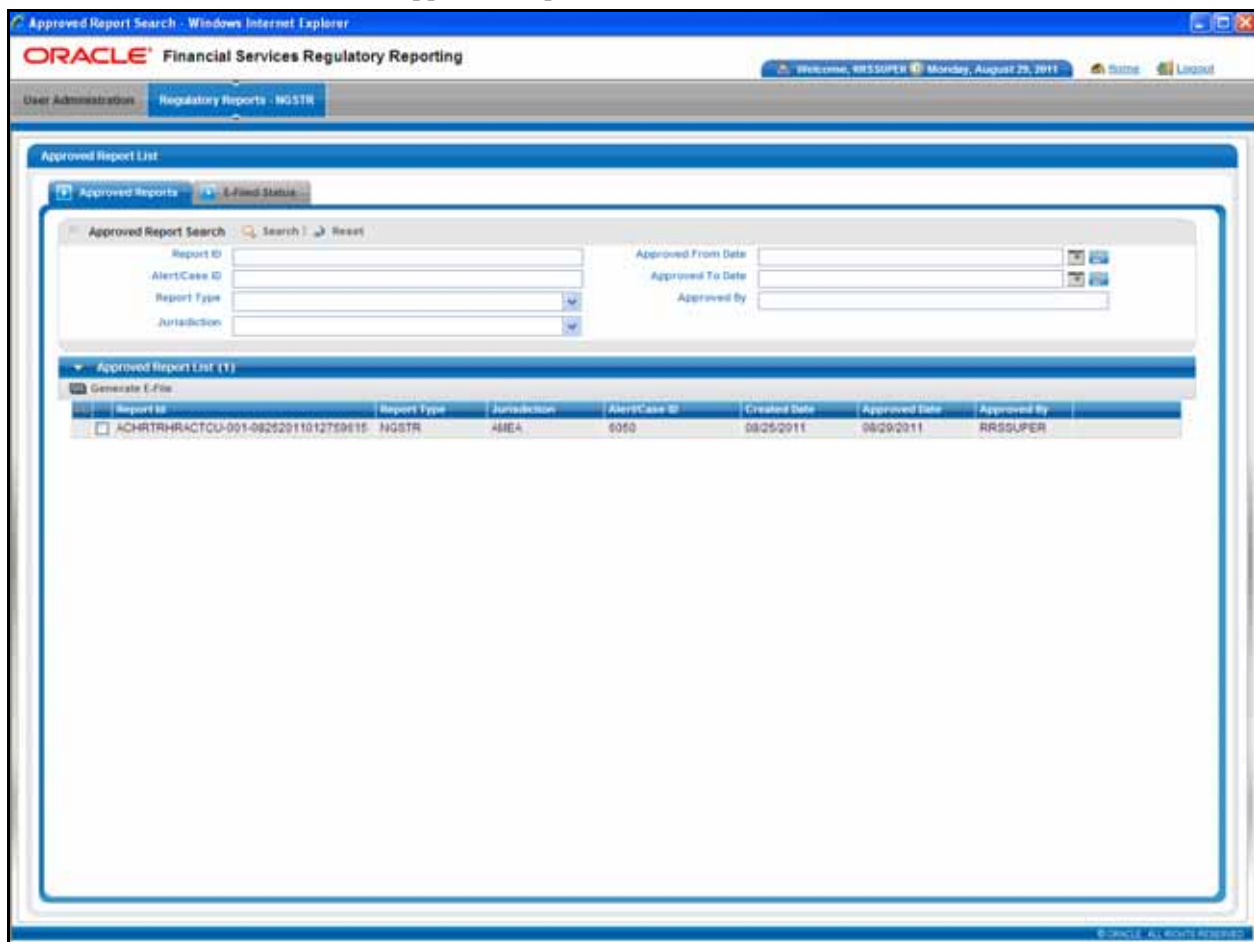 Approved Report Search - Windows Internet Explorer
ORACLE Financial Services Regulatory Reporting
Welcome, RRSSUPER Monday, August 29, 2011 Home Logout
User Administration Regulatory Reports - NGSTR
Approved Report List
Approved Reports E-Filed Status
Approved Report Search Search | Reset
Report ID Approved From Date
Alert/Case ID Approved To Date
Report Type Approved By
Jurisdiction
Approved Report List (1)
Generate E-File
Report Id Report Type Jurisdiction Alert/Case ID Created Date Approved Date Approved By
NGSTR AMEA 6050 08/25/2011 08/29/2011 RRSSUPER
© ORACLE ALL RIGHTS RESERVED